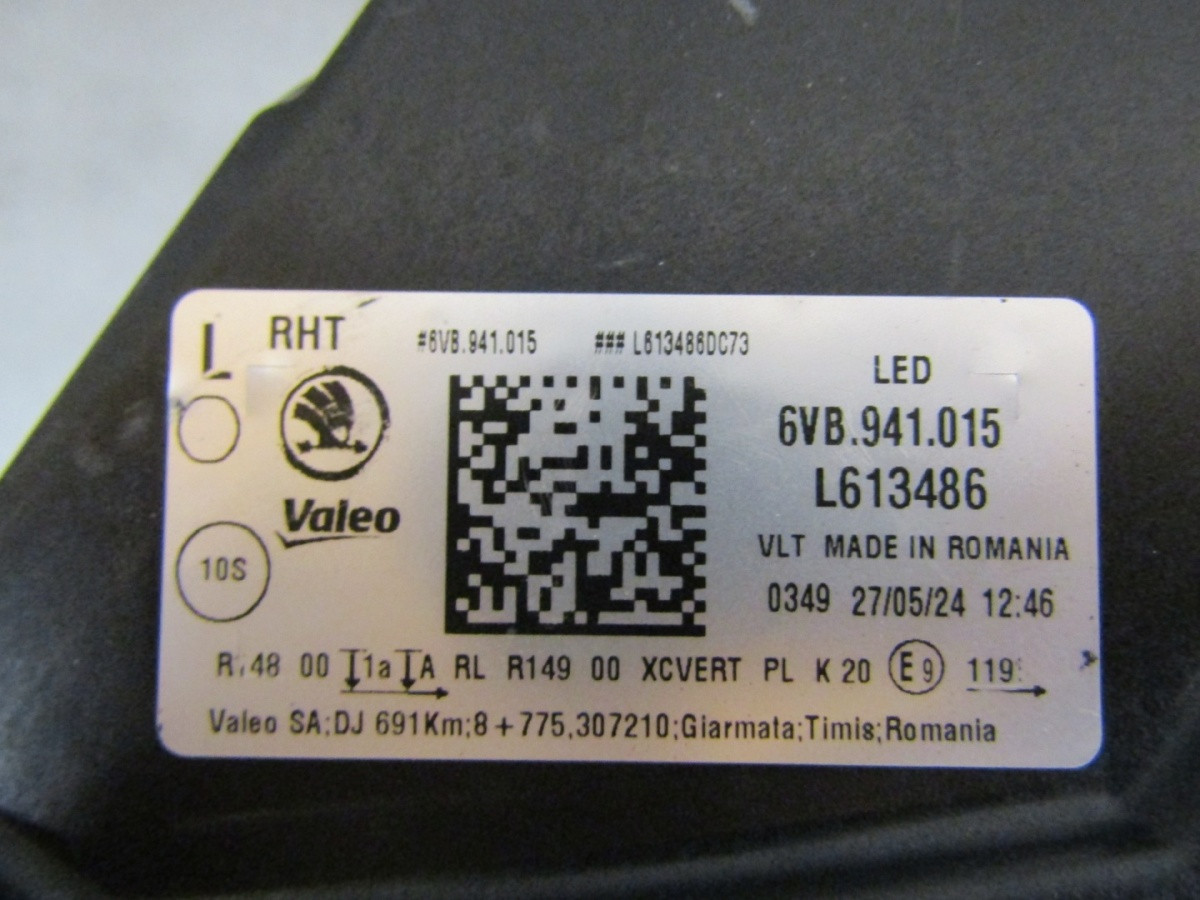 L RHT #6VB.941.015 ### L613486DC73
LED
6VB.941.015
L613486
Valeo
VLT MADE IN ROMANIA
10S
0349 27/05/24 12:46
00 1a A RL R149 00 XCVERT PL K 20 E 9
Valeo SA;DJ 691Km;8+775,307210;Giarmata;Timis;Romania